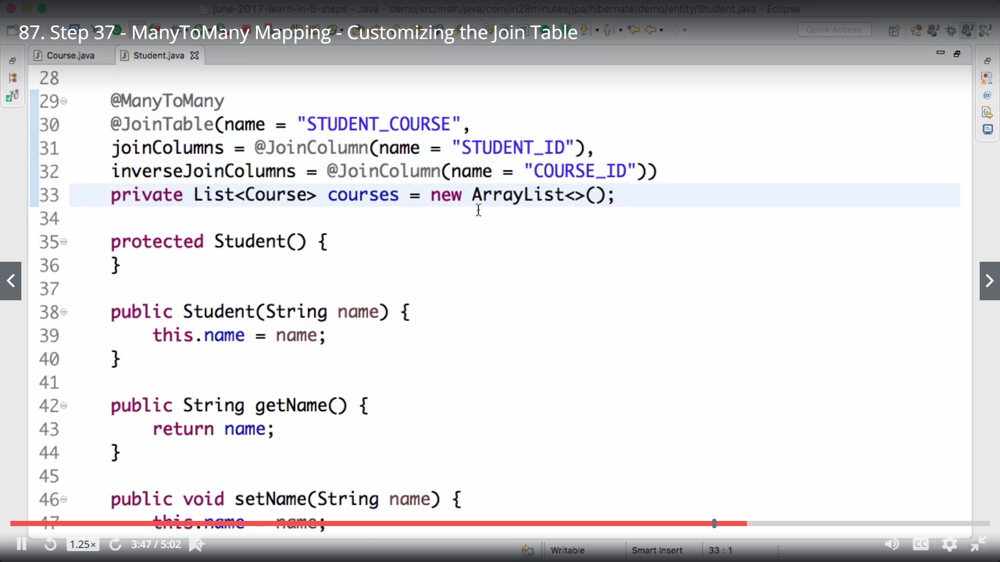 june-2017-learn-in-5-steps - Java - demo/src/main/java/com/in28minutes/jpa/hibernate/demo/entity/Student.java - Eclipse
87. Step 37 - ManyToMany Mapping - Customizing the Join Table
Quick Access
Course.java
Student.java
28
29 @ManyToMany
30 @JoinTable(name = "STUDENT_COURSE",
31 joinColumns = @JoinColumn(name = "STUDENT_ID"),
32 inverseJoinColumns = @JoinColumn(name = "COURSE_ID"))
33 private List<Course> courses = new ArrayList<>();
34
35 protected Student() {
36 }
37
38 public Student(String name) {
39 this.name = name;
40 }
41
42 public String getName() {
43 return name;
44 }
45
46 public void setName(String name) {
47 this.name = name;
1.25×
3:47 / 5:02
Writable
Smart Insert
33 : 1
CC